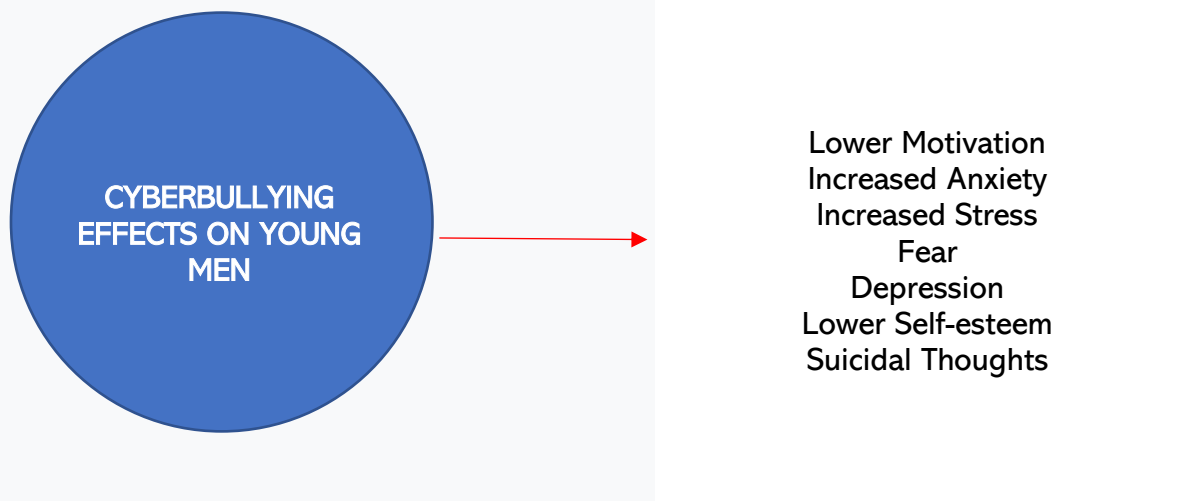 CYBERBULLYING
EFFECTS ON YOUNG
MEN
Lower Motivation
Increased Anxiety
Increased Stress
Fear
Depression
Lower Self-esteem
Suicidal Thoughts